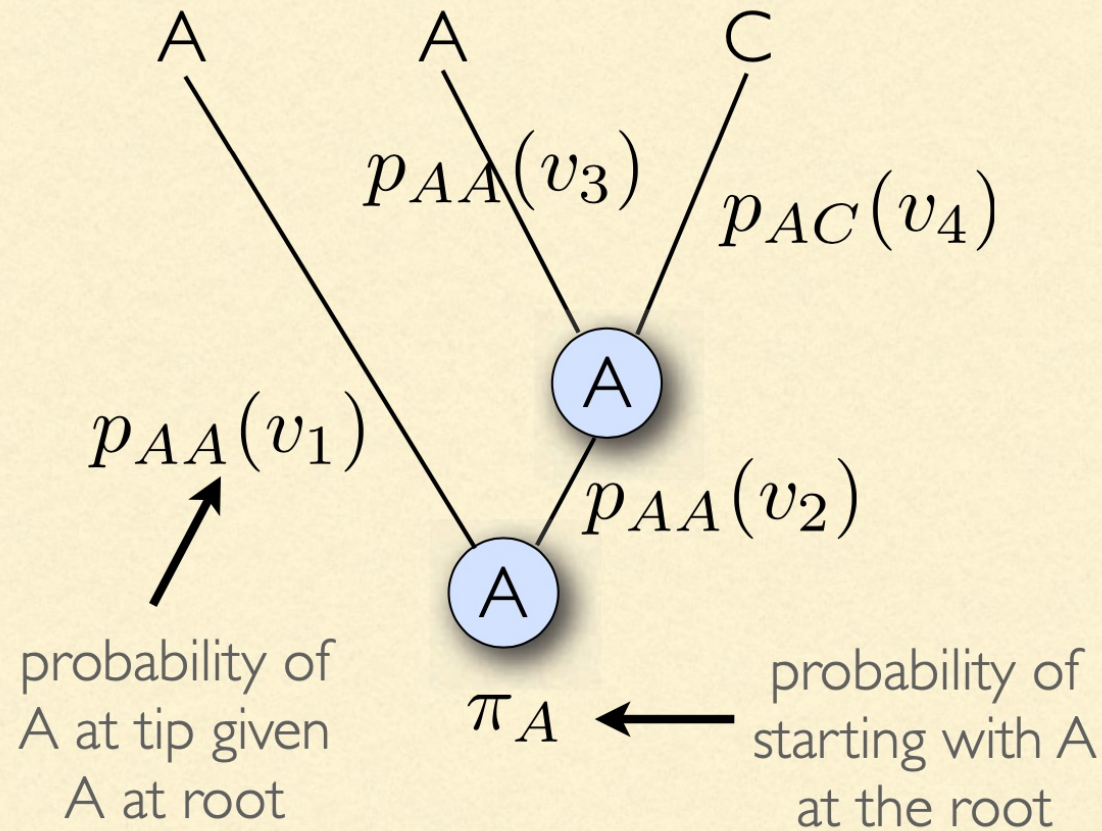 A A C
p_{AA}(v_3)
p_{AC}(v_4)
A
p_{AA}(v_1)
p_{AA}(v_2)
A
probability of
A at tip given
A at root
π_A
probability of
starting with A
at the root